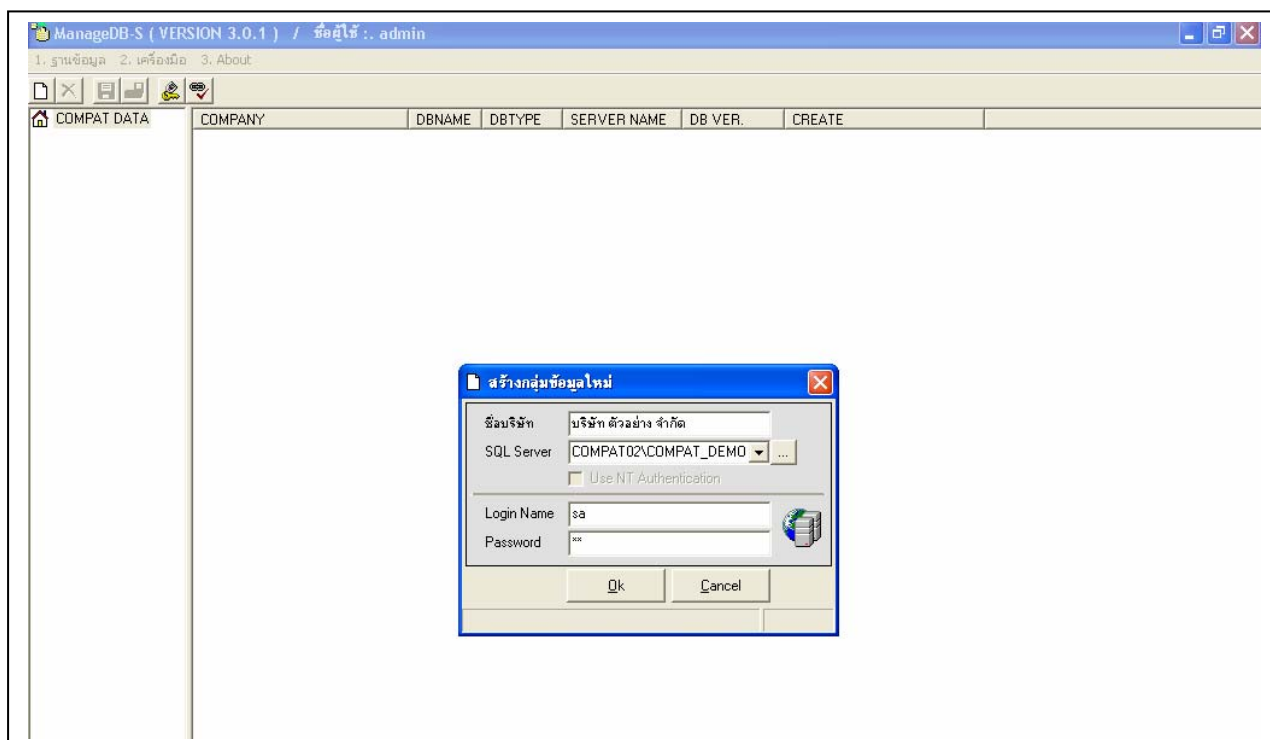 ManageDB-S ( VERSION 3.0.1 ) / ชื่อผู้ใช้ :. admin
1. ฐานข้อมูล 2. เครื่องมือ 3. About
COMPAT DATA
COMPANY DBNAME DBTYPE SERVER NAME DB VER. CREATE
สร้างกลุ่มข้อมูลใหม่
ชื่อบริษัท บริษัท ตัวอย่าง จำกัด
SQL Server COMPAT02\COMPAT_DEMO ...
Use NT Authentication
Login Name sa
Password **
Ok Cancel